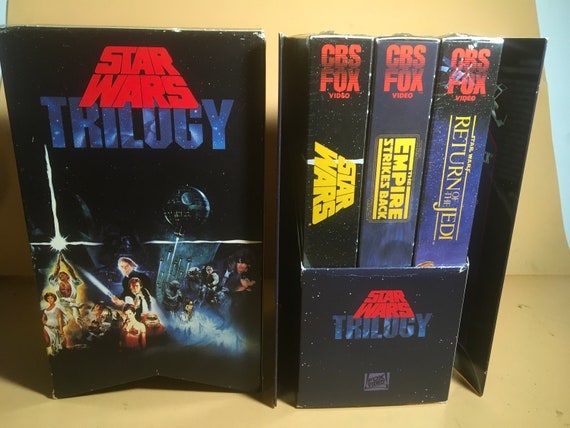 STAR
WARS
TRILOGY
CBS
FOX
VIDEO
STAR
WARS
CBS
FOX
VIDEO
THE
EMPIRE
STRIKES BACK
CBS
FOX
VIDEO
STAR WARS
RETURN OF
THE JEDI
STAR
WARS
TRILOGY